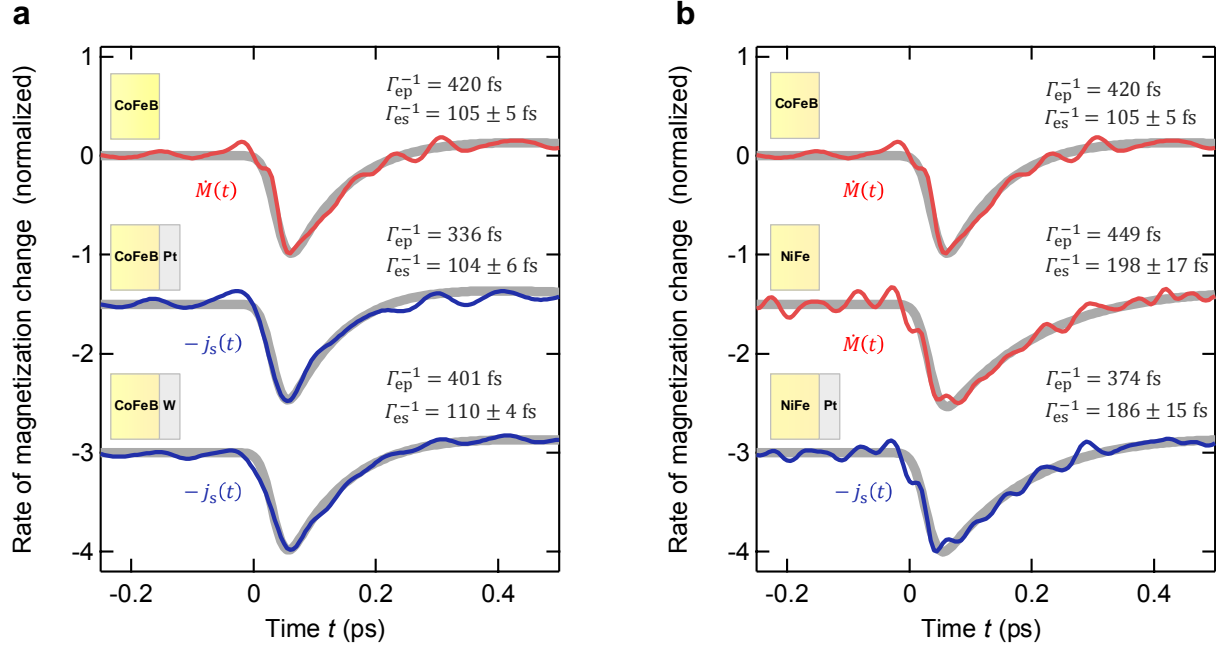 a
Rate of magnetization change (normalized)
1
0
-1
-2
-3
-4
CoFeB
Γep⁻¹ = 420 fs
Γes⁻¹ = 105 ± 5 fs
Ṁ(t)
CoFeB Pt
Γep⁻¹ = 336 fs
Γes⁻¹ = 104 ± 6 fs
−js(t)
CoFeB W
Γep⁻¹ = 401 fs
Γes⁻¹ = 110 ± 4 fs
−js(t)
-0.2 0 0.2 0.4
Time t (ps)
b
Rate of magnetization change (normalized)
1
0
-1
-2
-3
-4
CoFeB
Γep⁻¹ = 420 fs
Γes⁻¹ = 105 ± 5 fs
Ṁ(t)
NiFe
Γep⁻¹ = 449 fs
Γes⁻¹ = 198 ± 17 fs
Ṁ(t)
NiFe Pt
Γep⁻¹ = 374 fs
Γes⁻¹ = 186 ± 15 fs
−js(t)
-0.2 0 0.2 0.4
Time t (ps)